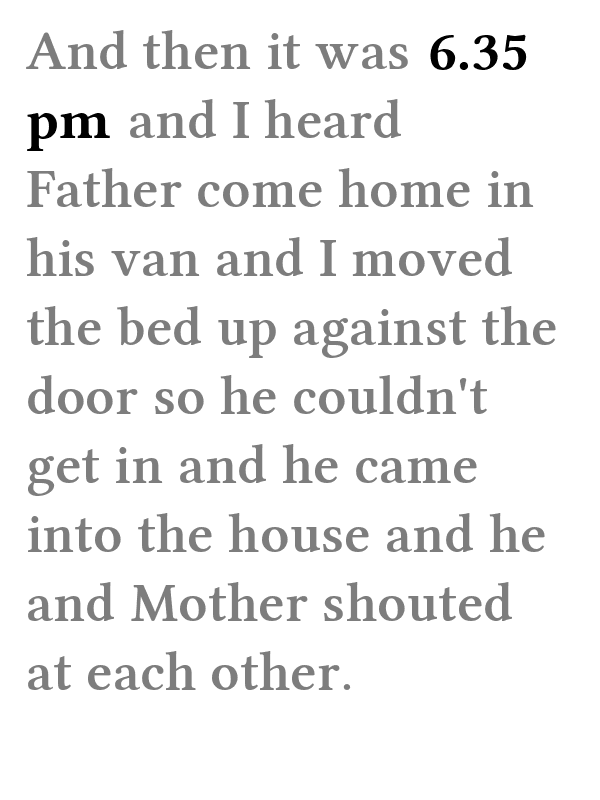 And then it was 6.35
pm and I heard
Father come home in
his van and I moved
the bed up against the
door so he couldn't
get in and he came
into the house and he
and Mother shouted
at each other.